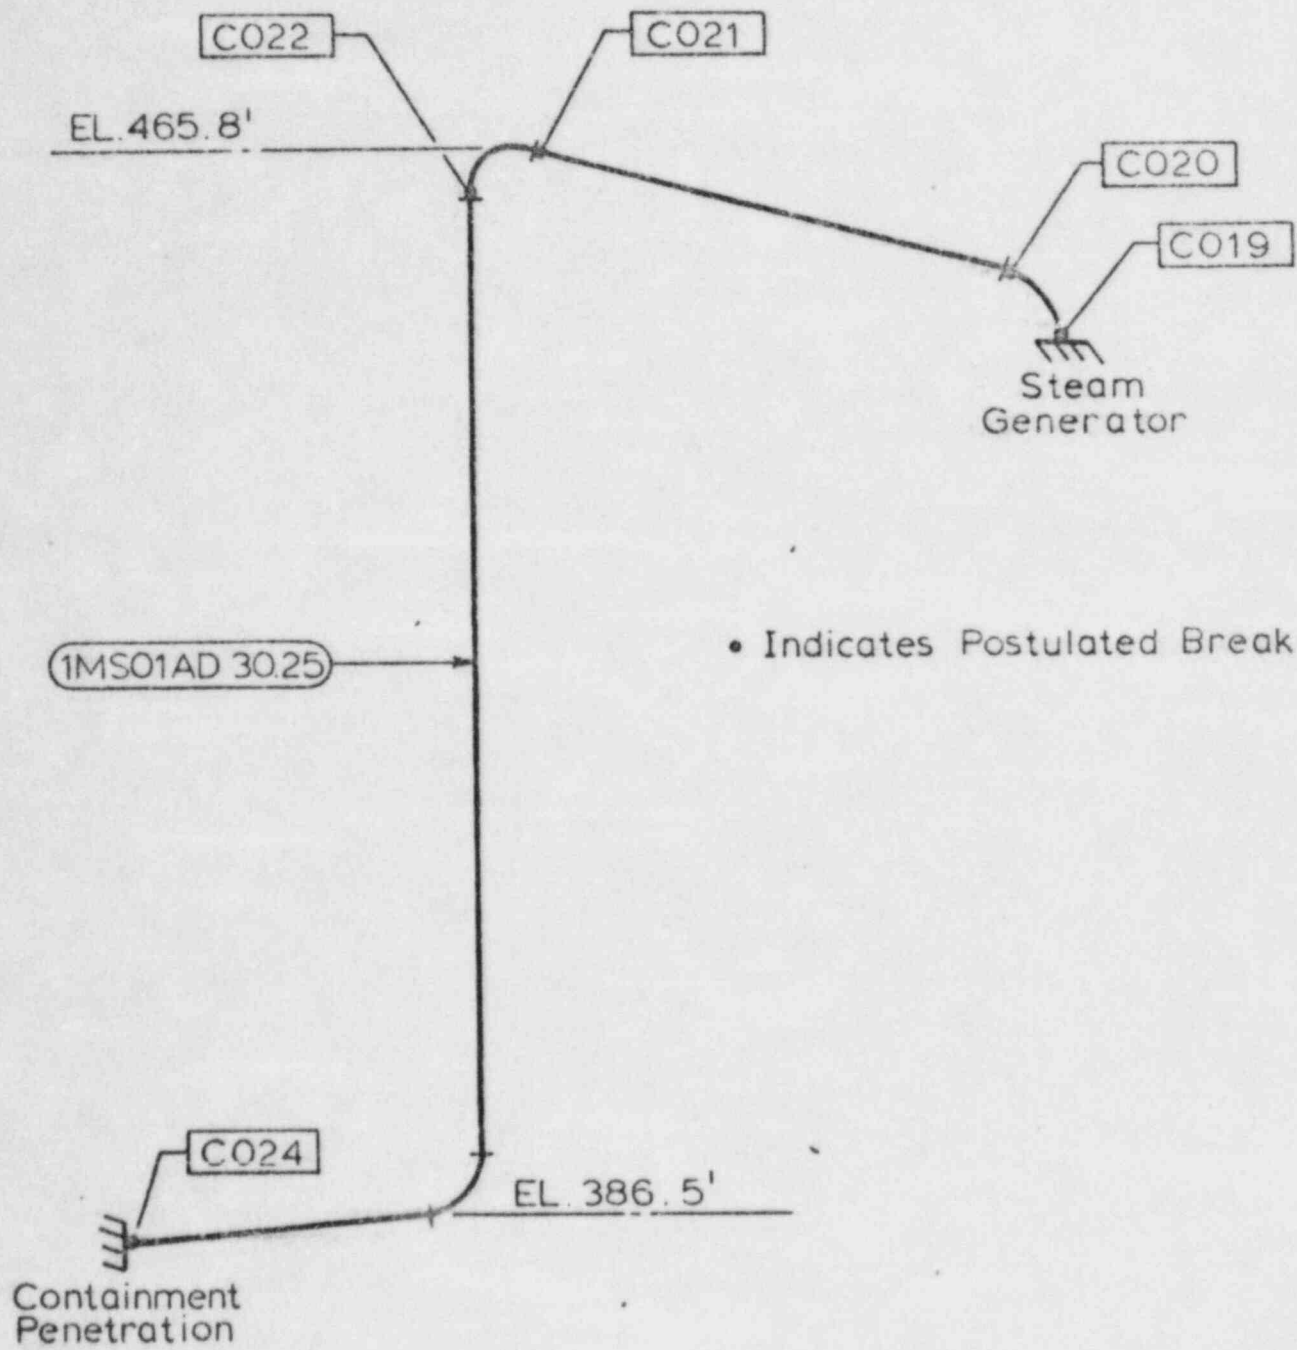 C022
C021
EL.465.8'
C020
C019
Steam
Generator
1MS01AD 30.25
• Indicates Postulated Break
C024
EL. 386.5'
Containment
Penetration